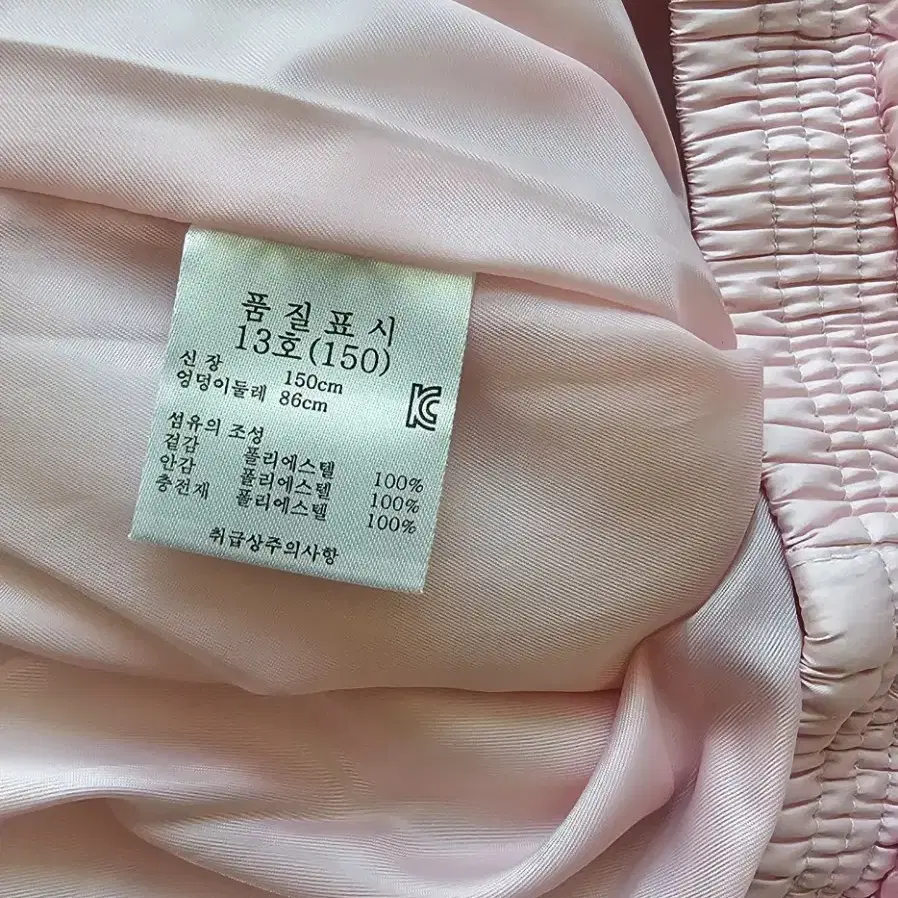 품질표시
13호(150)
신장 150cm
엉덩이둘레 86cm
섬유의 조성
겉감 폴리에스텔 100%
안감 폴리에스텔 100%
충전재 폴리에스텔 100%
취급상주의사항